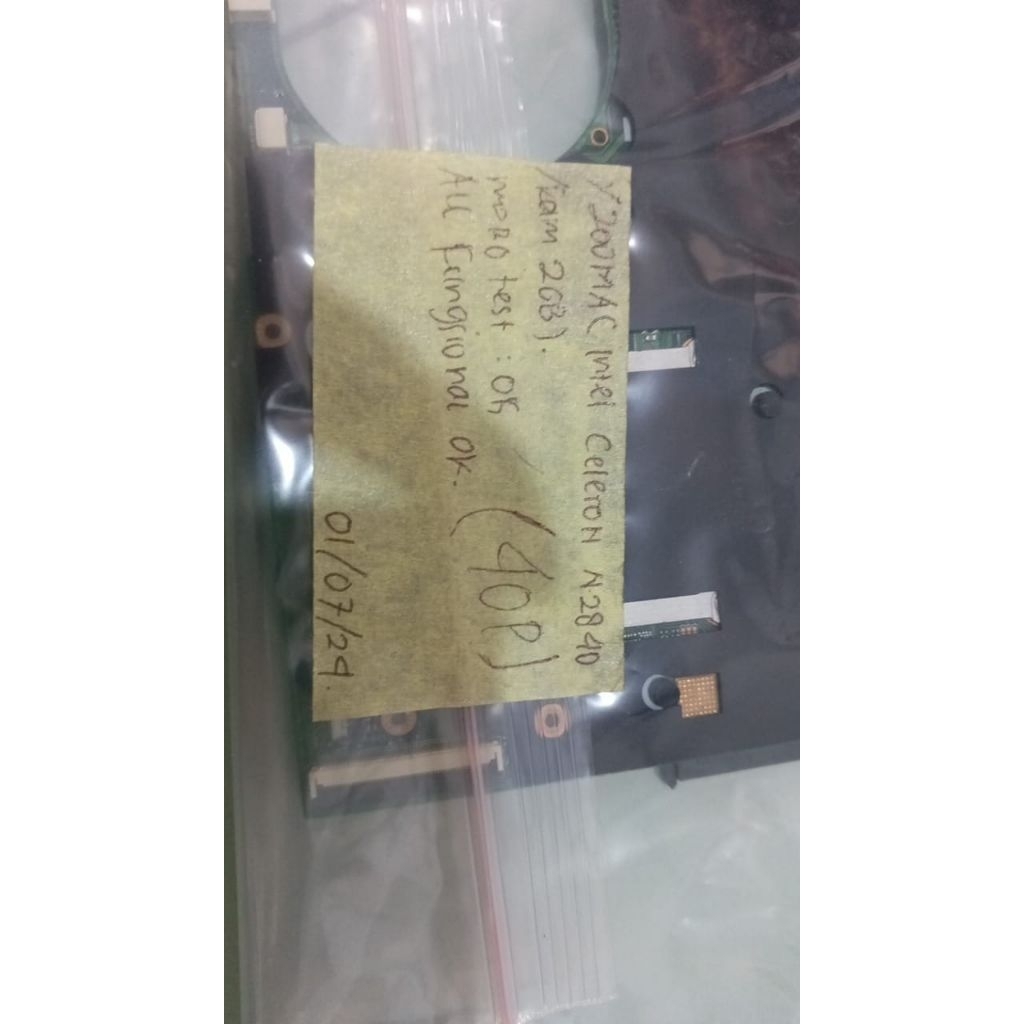 X200MAC Intel Celeron N2840
/Ram 2GB).
mobo test : OK
All Fungsional OK.
(40P)
01/07/24.